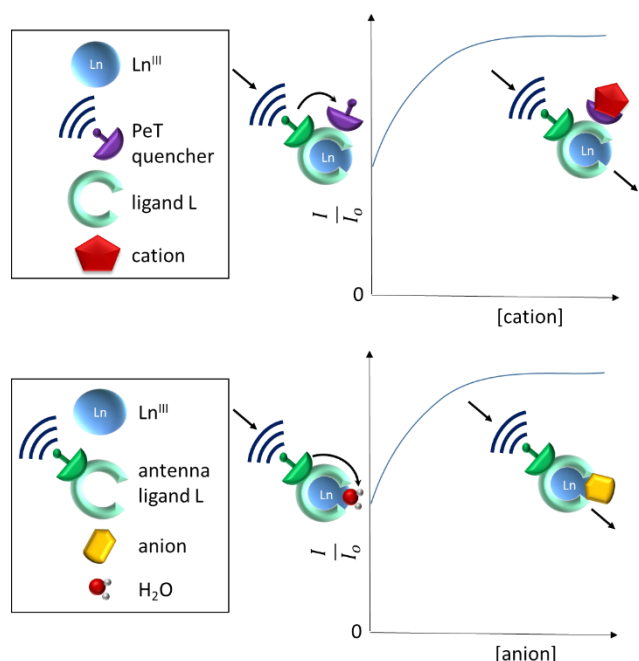 Ln
Ln^III
PeT
quencher
ligand L
cation
Ln
I
I_o
0
[cation]
Ln
Ln
Ln^III
antenna
ligand L
anion
H₂O
Ln
I
I_o
0
[anion]
Ln